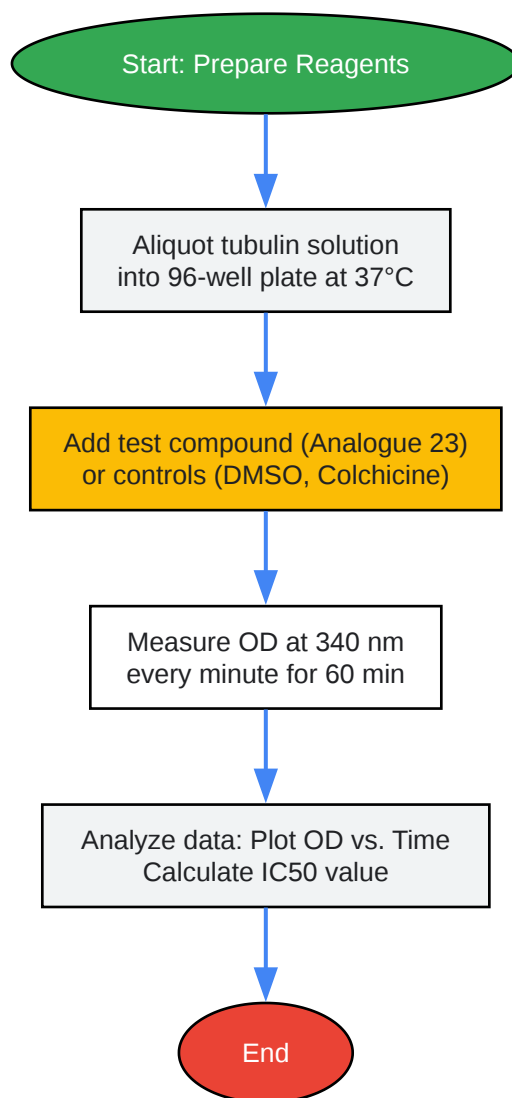 Start: Prepare Reagents
Aliquot tubulin solution
into 96-well plate at 37°C
Add test compound (Analogue 23)
or controls (DMSO, Colchicine)
Measure OD at 340 nm
every minute for 60 min
Analyze data: Plot OD vs. Time
Calculate IC50 value
End